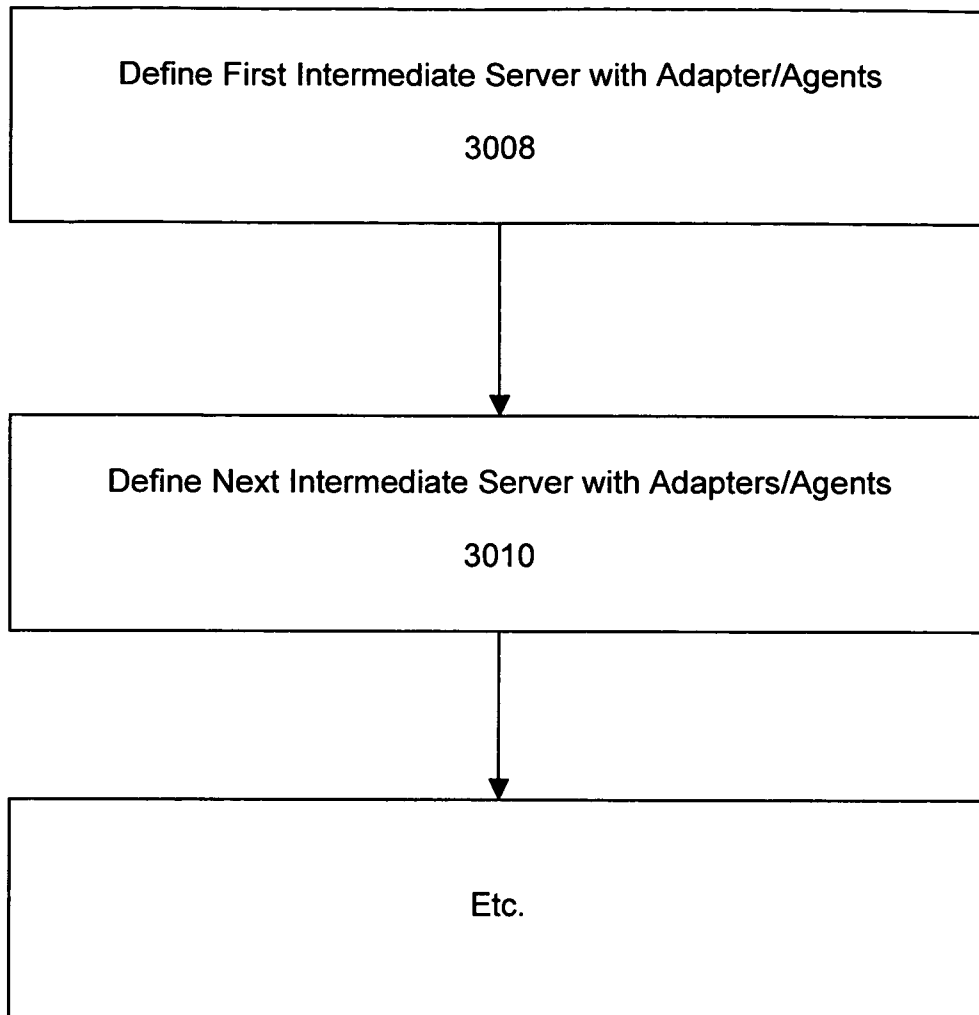 Define First Intermediate Server with Adapter/Agents
3008
Define Next Intermediate Server with Adapters/Agents
3010
Etc.